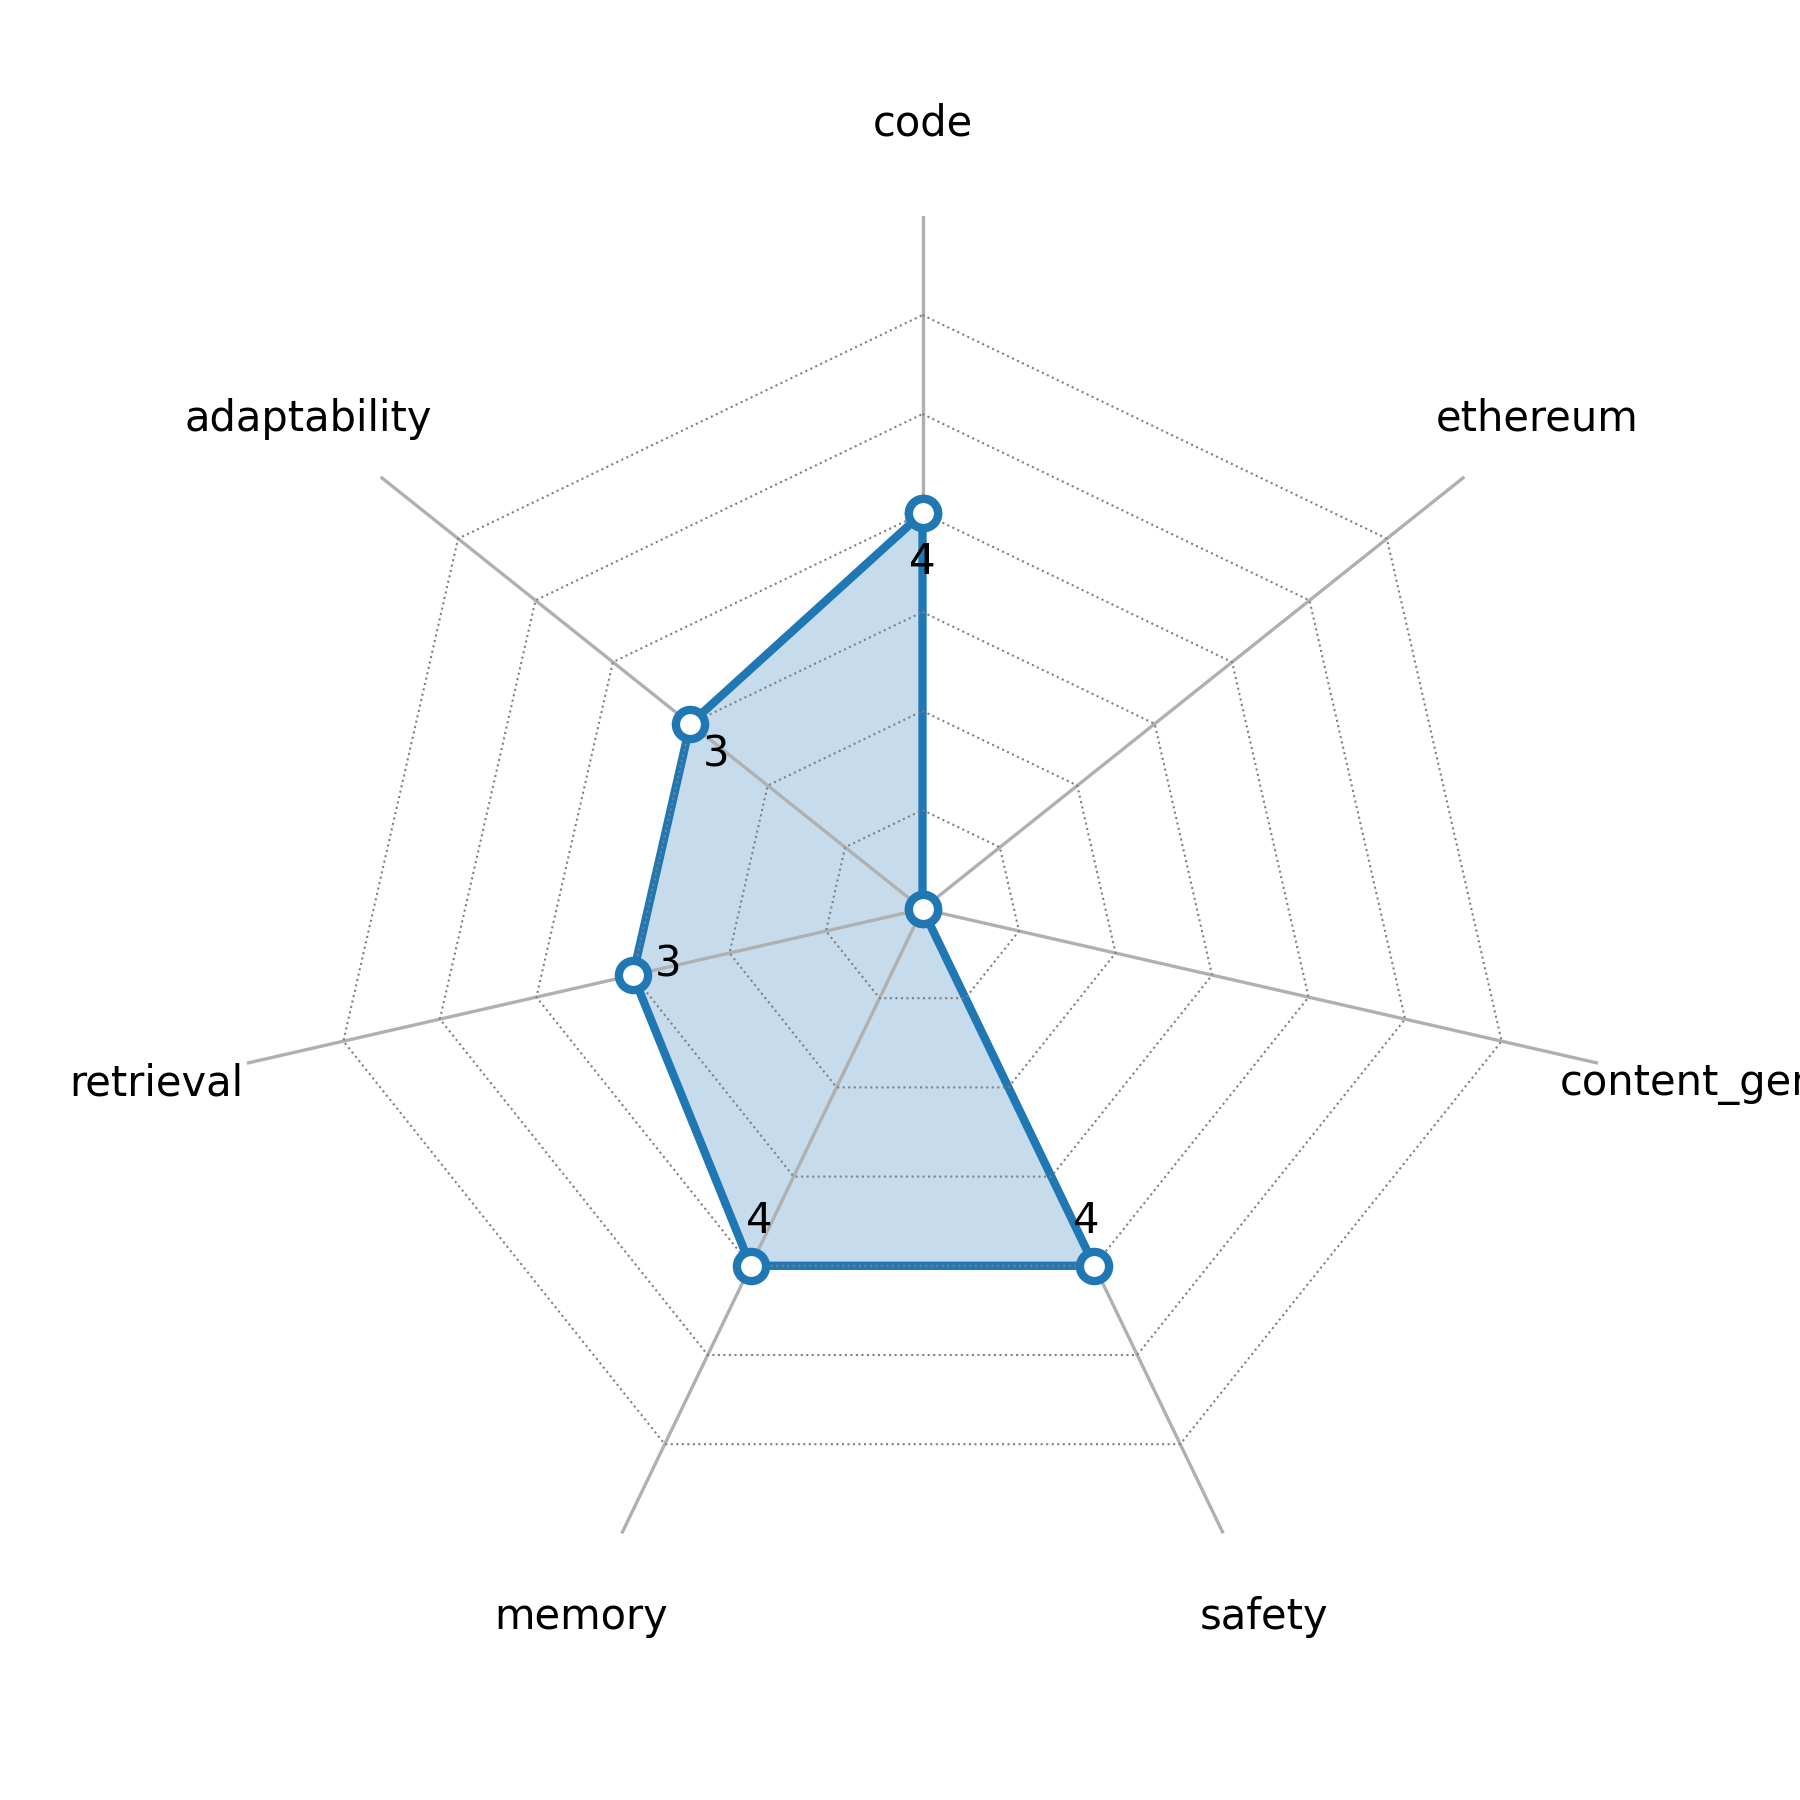 code
adaptability
ethereum
4
3
3
retrieval
content_ger
4
4
memory
safety